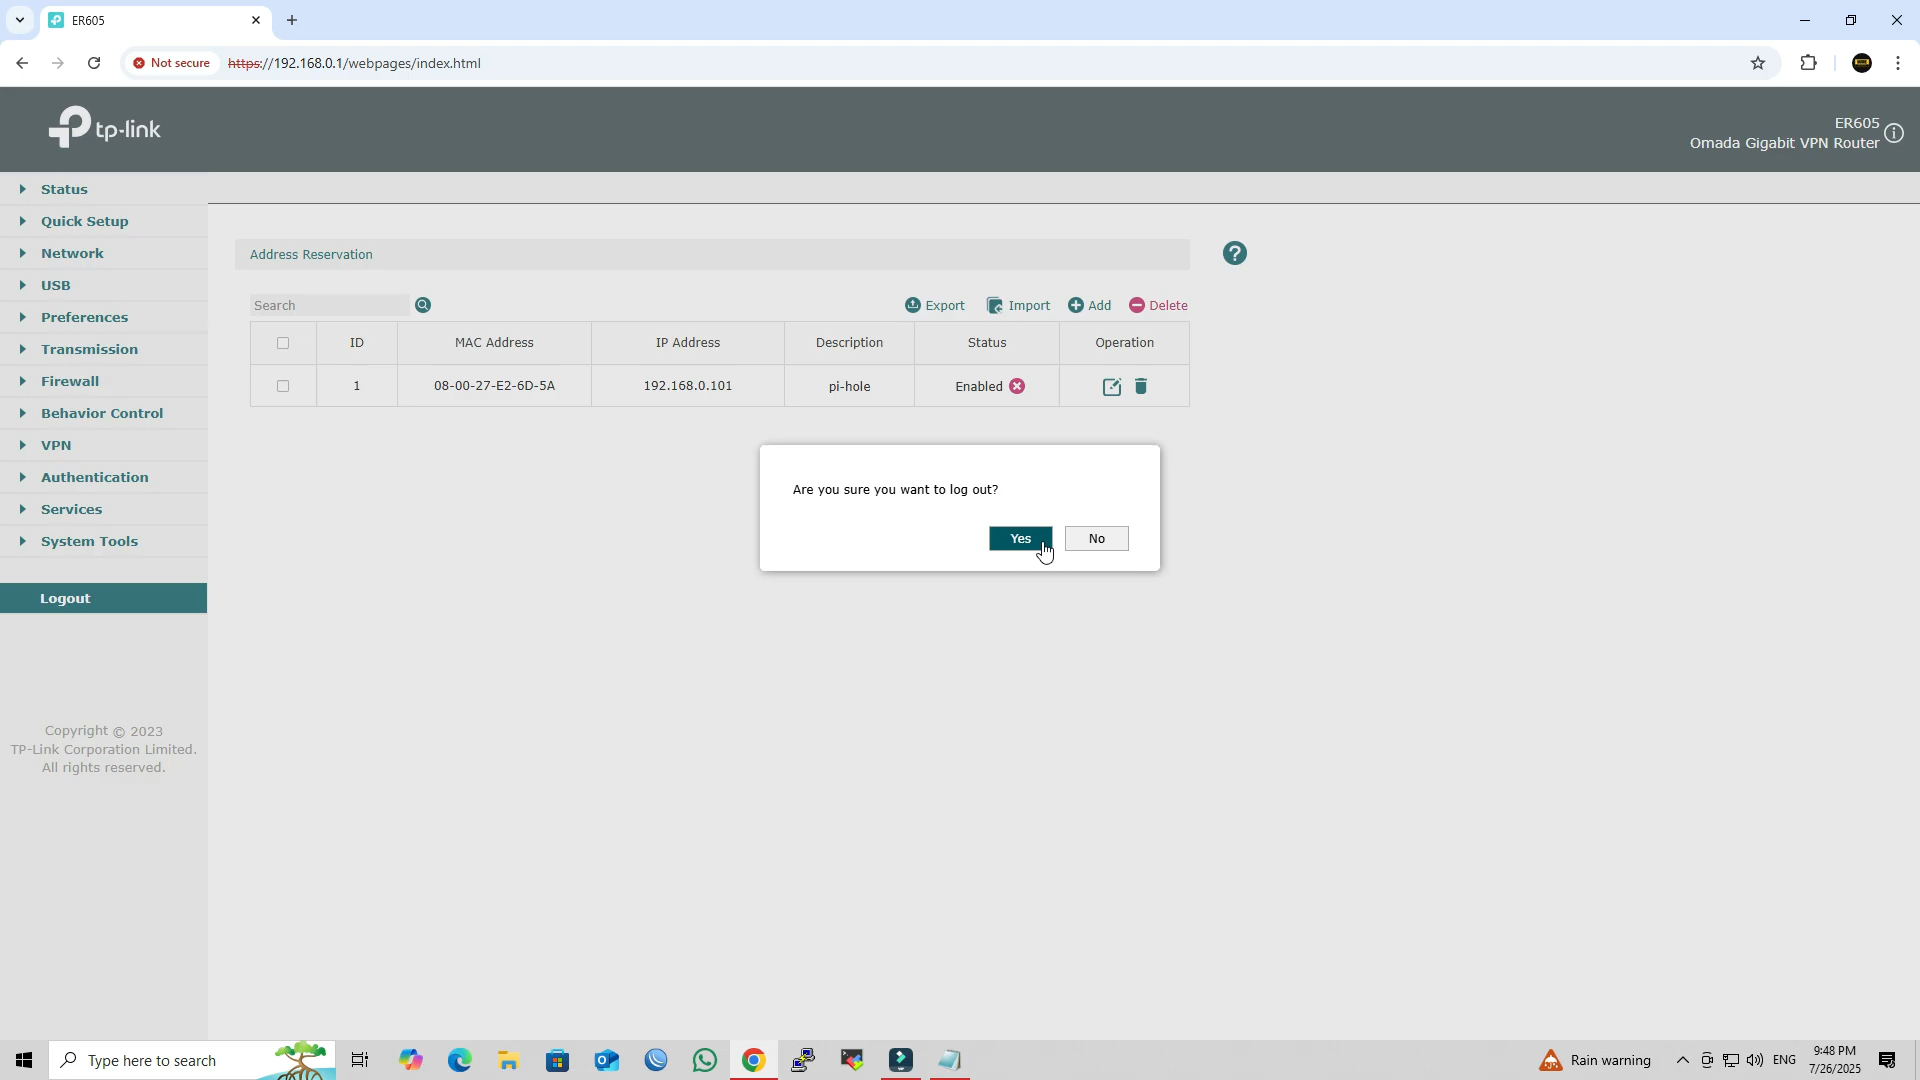 ER605
Not secure
https://192.168.0.1/webpages/index.html
tp-link
ER605
Omada Gigabit VPN Router
Status
Quick Setup
Network
USB
Preferences
Transmission
Firewall
Behavior Control
VPN
Authentication
Services
System Tools
Logout
Copyright © 2023
TP-Link Corporation Limited.
All rights reserved.
Address Reservation
Search
Export Import Add Delete
ID MAC Address IP Address Description Status Operation
1 08-00-27-E2-6D-5A 192.168.0.101 pi-hole Enabled
Are you sure you want to log out?
Yes No
Type here to search
Rain warning
ENG
9:48 PM
7/26/2025